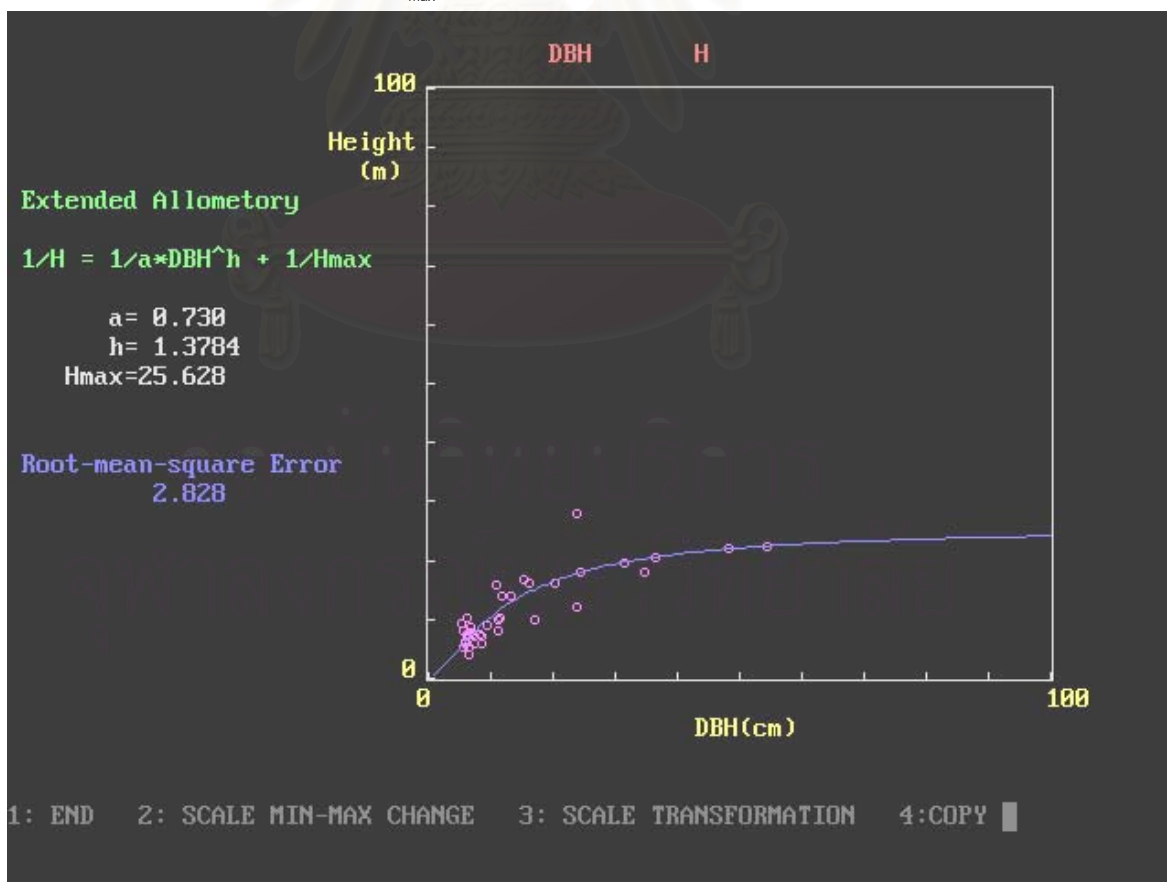 max
DBH H
100
Height
(m)
Extended Allometory
1/H = 1/a*DBH^h + 1/Hmax
a= 0.730
h= 1.3784
Hmax=25.628
Root-mean-square Error
2.828
0
0 100
DBH(cm)
1: END 2: SCALE MIN-MAX CHANGE 3: SCALE TRANSFORMATION 4:COPY